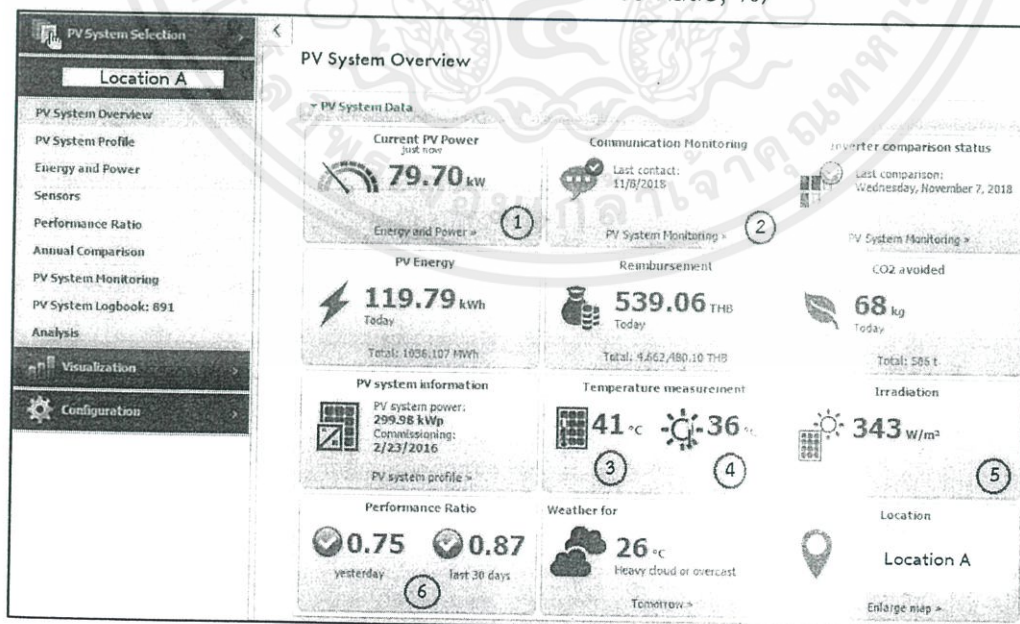 PV System Selection
Location A
PV System Overview
PV System Profile
Energy and Power
Sensors
Performance Ratio
Annual Comparison
PV System Monitoring
PV System Logbook: 891
Analysis
Visualization
Configuration
PV System Overview
PV System Data
Current PV Power
Just now
79.70 kW
Energy and Power »
1
Communication Monitoring
Last contact:
11/8/2018
PV System Monitoring »
2
Inverter comparison status
Last comparison:
Wednesday, November 7, 2018
PV System Monitoring »
PV Energy
119.79 kWh
Today
Total: 1036.107 MWh
Reimbursement
539.06 THB
Today
Total: 4,662,480.10 THB
CO2 avoided
68 kg
Today
Total: 586 t
PV system information
PV system power:
299.98 kWp
Commissioning:
2/23/2016
PV system profile »
Temperature measurement
41 °C
36 °C
3
4
Irradiation
343 W/m²
5
Performance Ratio
0.75
yesterday
0.87
last 30 days
6
Weather for
26 °C
Heavy cloud or overcast
Tomorrow »
Location
Location A
Enlarge map »